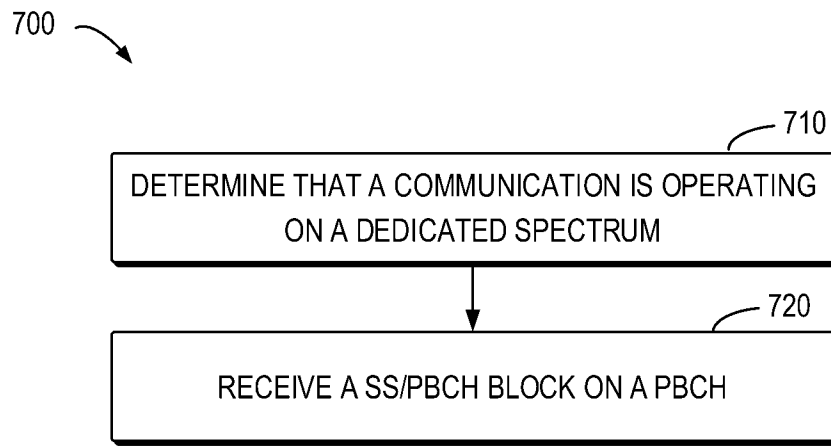 700
710
DETERMINE THAT A COMMUNICATION IS OPERATING
ON A DEDICATED SPECTRUM
720
RECEIVE A SS/PBCH BLOCK ON A PBCH